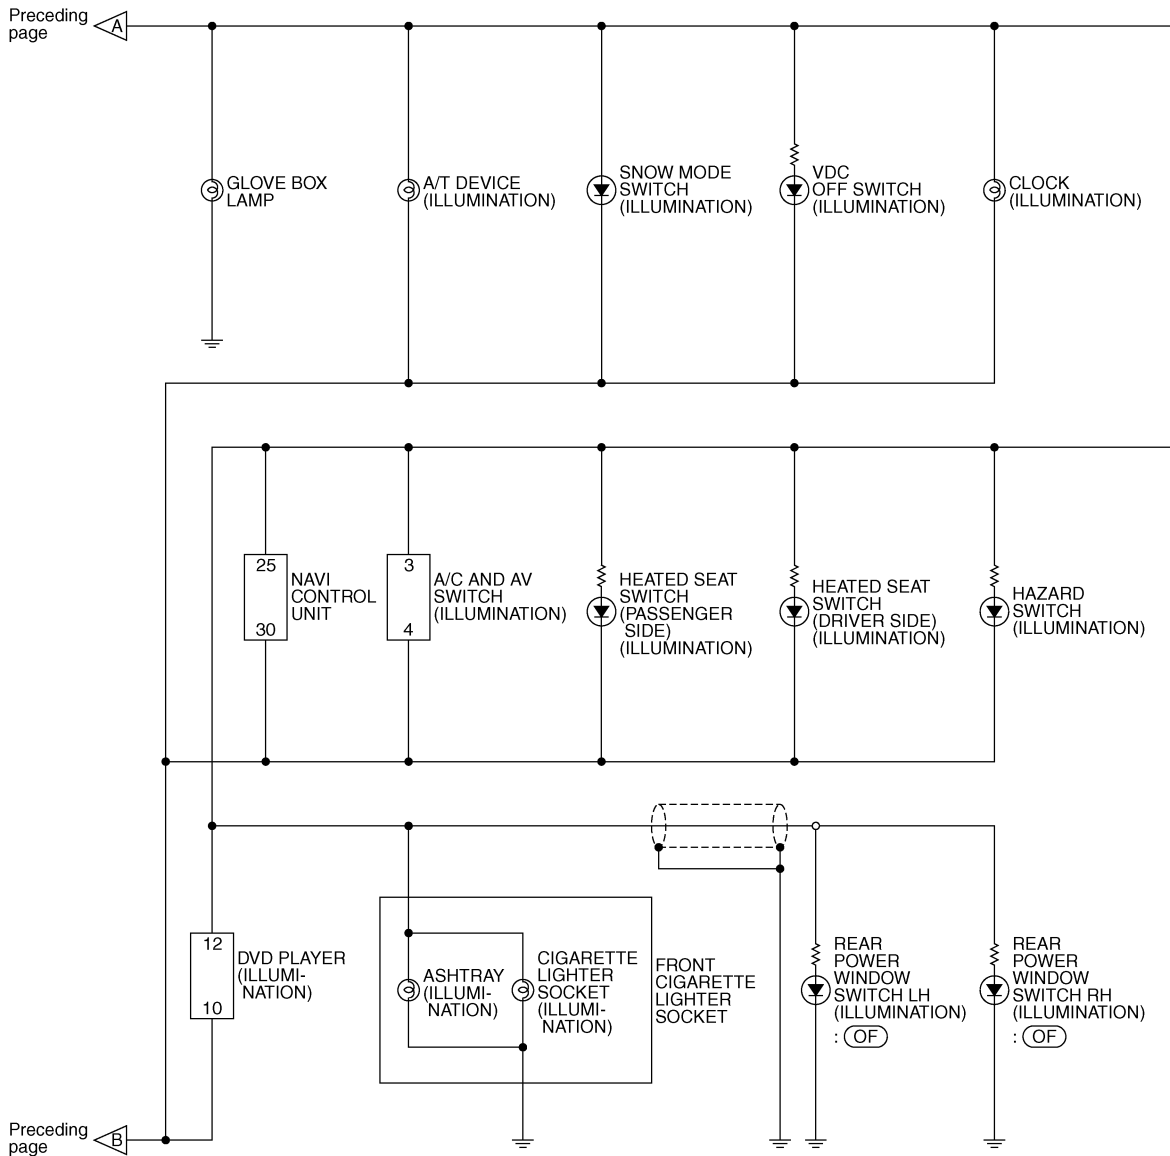 Preceding
page
A
GLOVE BOX
LAMP
A/T DEVICE
(ILLUMINATION)
SNOW MODE
SWITCH
(ILLUMINATION)
VDC
OFF SWITCH
(ILLUMINATION)
CLOCK
(ILLUMINATION)
25
30
NAVI
CONTROL
UNIT
3
4
A/C AND AV
SWITCH
(ILLUMINATION)
HEATED SEAT
SWITCH
(PASSENGER
SIDE)
(ILLUMINATION)
HEATED SEAT
SWITCH
(DRIVER SIDE)
(ILLUMINATION)
HAZARD
SWITCH
(ILLUMINATION)
12
10
DVD PLAYER
(ILLUMI-
NATION)
ASHTRAY
(ILLUMI-
NATION)
CIGARETTE
LIGHTER
SOCKET
(ILLUMI-
NATION)
FRONT
CIGARETTE
LIGHTER
SOCKET
REAR
POWER
WINDOW
SWITCH LH
(ILLUMINATION)
: OF
REAR
POWER
WINDOW
SWITCH RH
(ILLUMINATION)
: OF
Preceding
page
B